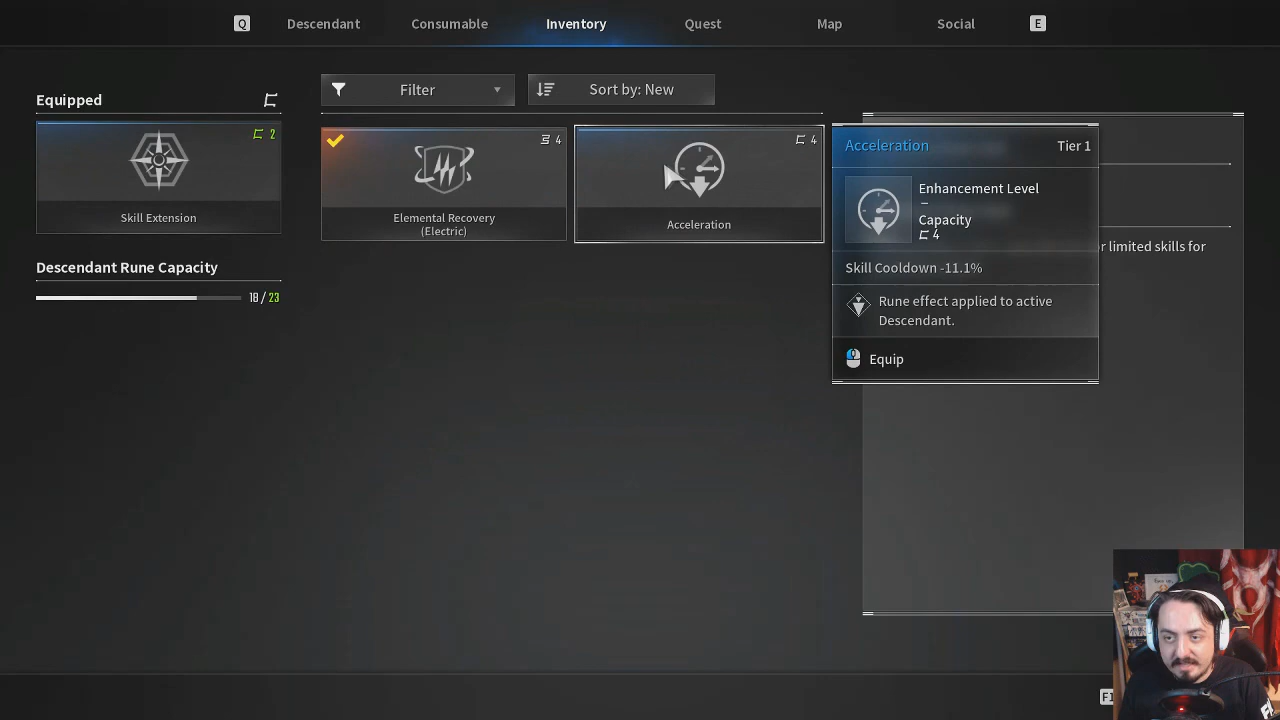 Q
Descendant
Consumable
Inventory
Quest
Map
Social
E
Equipped
2
Skill Extension
Descendant Rune Capacity
18 / 23
Filter
Sort by: New
4
Elemental Recovery
(Electric)
4
Acceleration
Acceleration
Tier 1
Enhancement Level
–
Capacity
4
Skill Cooldown -11.1%
Rune effect applied to active
Descendant.
Equip
limited skills for